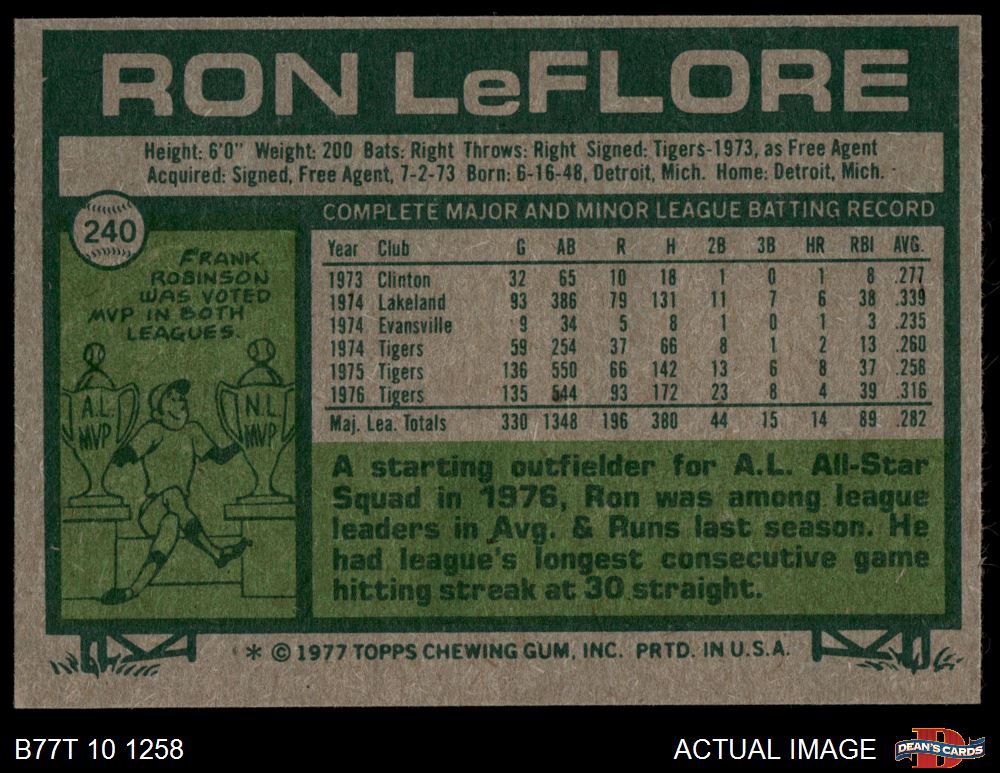 RON LeFLORE
Height: 6'0" Weight: 200 Bats: Right Throws: Right Signed: Tigers-1973, as Free Agent
Acquired: Signed, Free Agent, 7-2-73 Born: 6-16-48, Detroit, Mich. Home: Detroit, Mich.
240
FRANK
ROBINSON
WAS VOTED
MVP IN BOTH
LEAGUES.
A.L. MVP
N.L. MVP
COMPLETE MAJOR AND MINOR LEAGUE BATTING RECORD
Year Club G AB R H 2B 3B HR RBI AVG.
1973 Clinton 32 65 10 18 1 0 1 8 .277
1974 Lakeland 93 386 79 131 11 7 6 38 .339
1974 Evansville 9 34 5 8 1 0 1 3 .235
1974 Tigers 59 254 37 66 8 1 2 13 .260
1975 Tigers 136 550 66 142 13 6 8 37 .258
1976 Tigers 135 544 93 172 23 8 4 39 .316
Maj. Lea. Totals 330 1348 196 380 44 15 14 89 .282
A starting outfielder for A.L. All-Star
Squad in 1976, Ron was among league
leaders in Avg. & Runs last season. He
had league's longest consecutive game
hitting streak at 30 straight.
* © 1977 TOPPS CHEWING GUM, INC. PRTD. IN U.S.A.
B77T 10 1258
ACTUAL IMAGE
DEAN'S CARDS